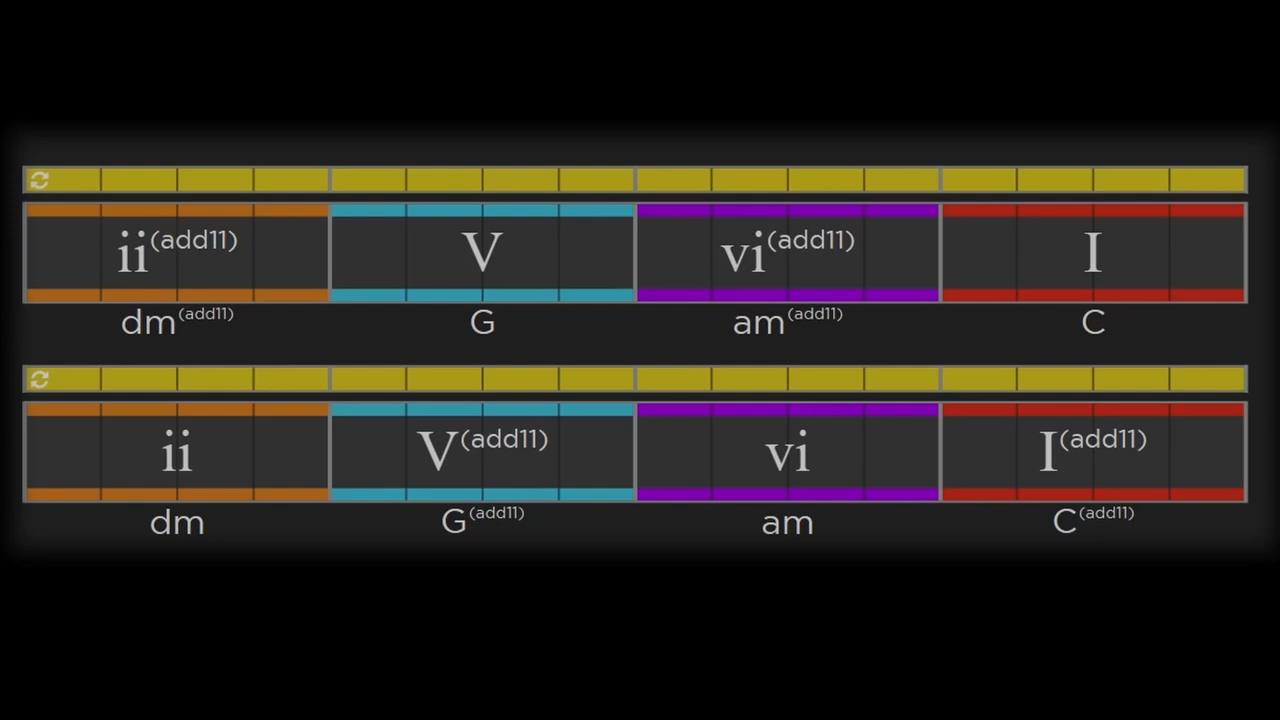 ii(add11) V vi(add11) I
dm(add11) G am(add11) C
ii V(add11) vi I(add11)
dm G(add11) am C(add11)